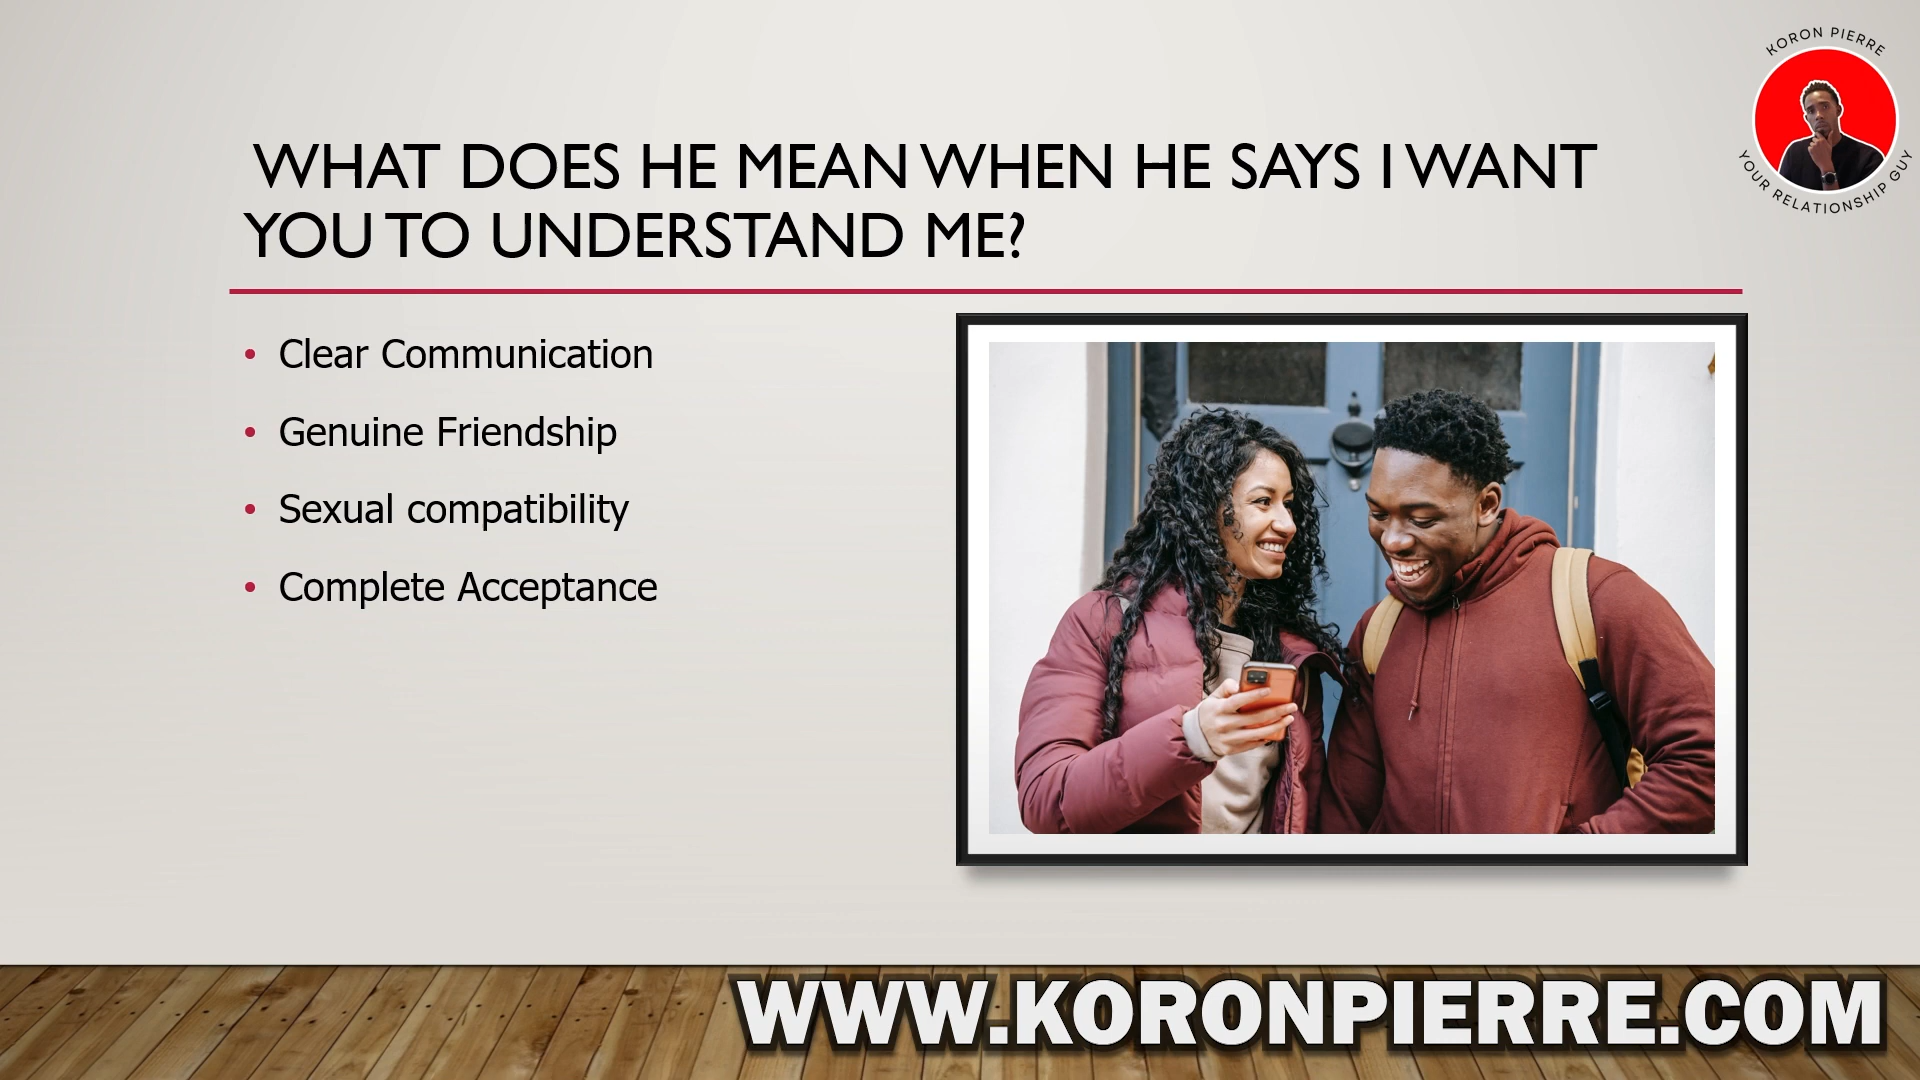 KORON PIERRE
YOUR RELATIONSHIP GUY
WHAT DOES HE MEAN WHEN HE SAYS I WANT
YOU TO UNDERSTAND ME?
• Clear Communication
• Genuine Friendship
• Sexual compatibility
• Complete Acceptance
WWW.KORONPIERRE.COM